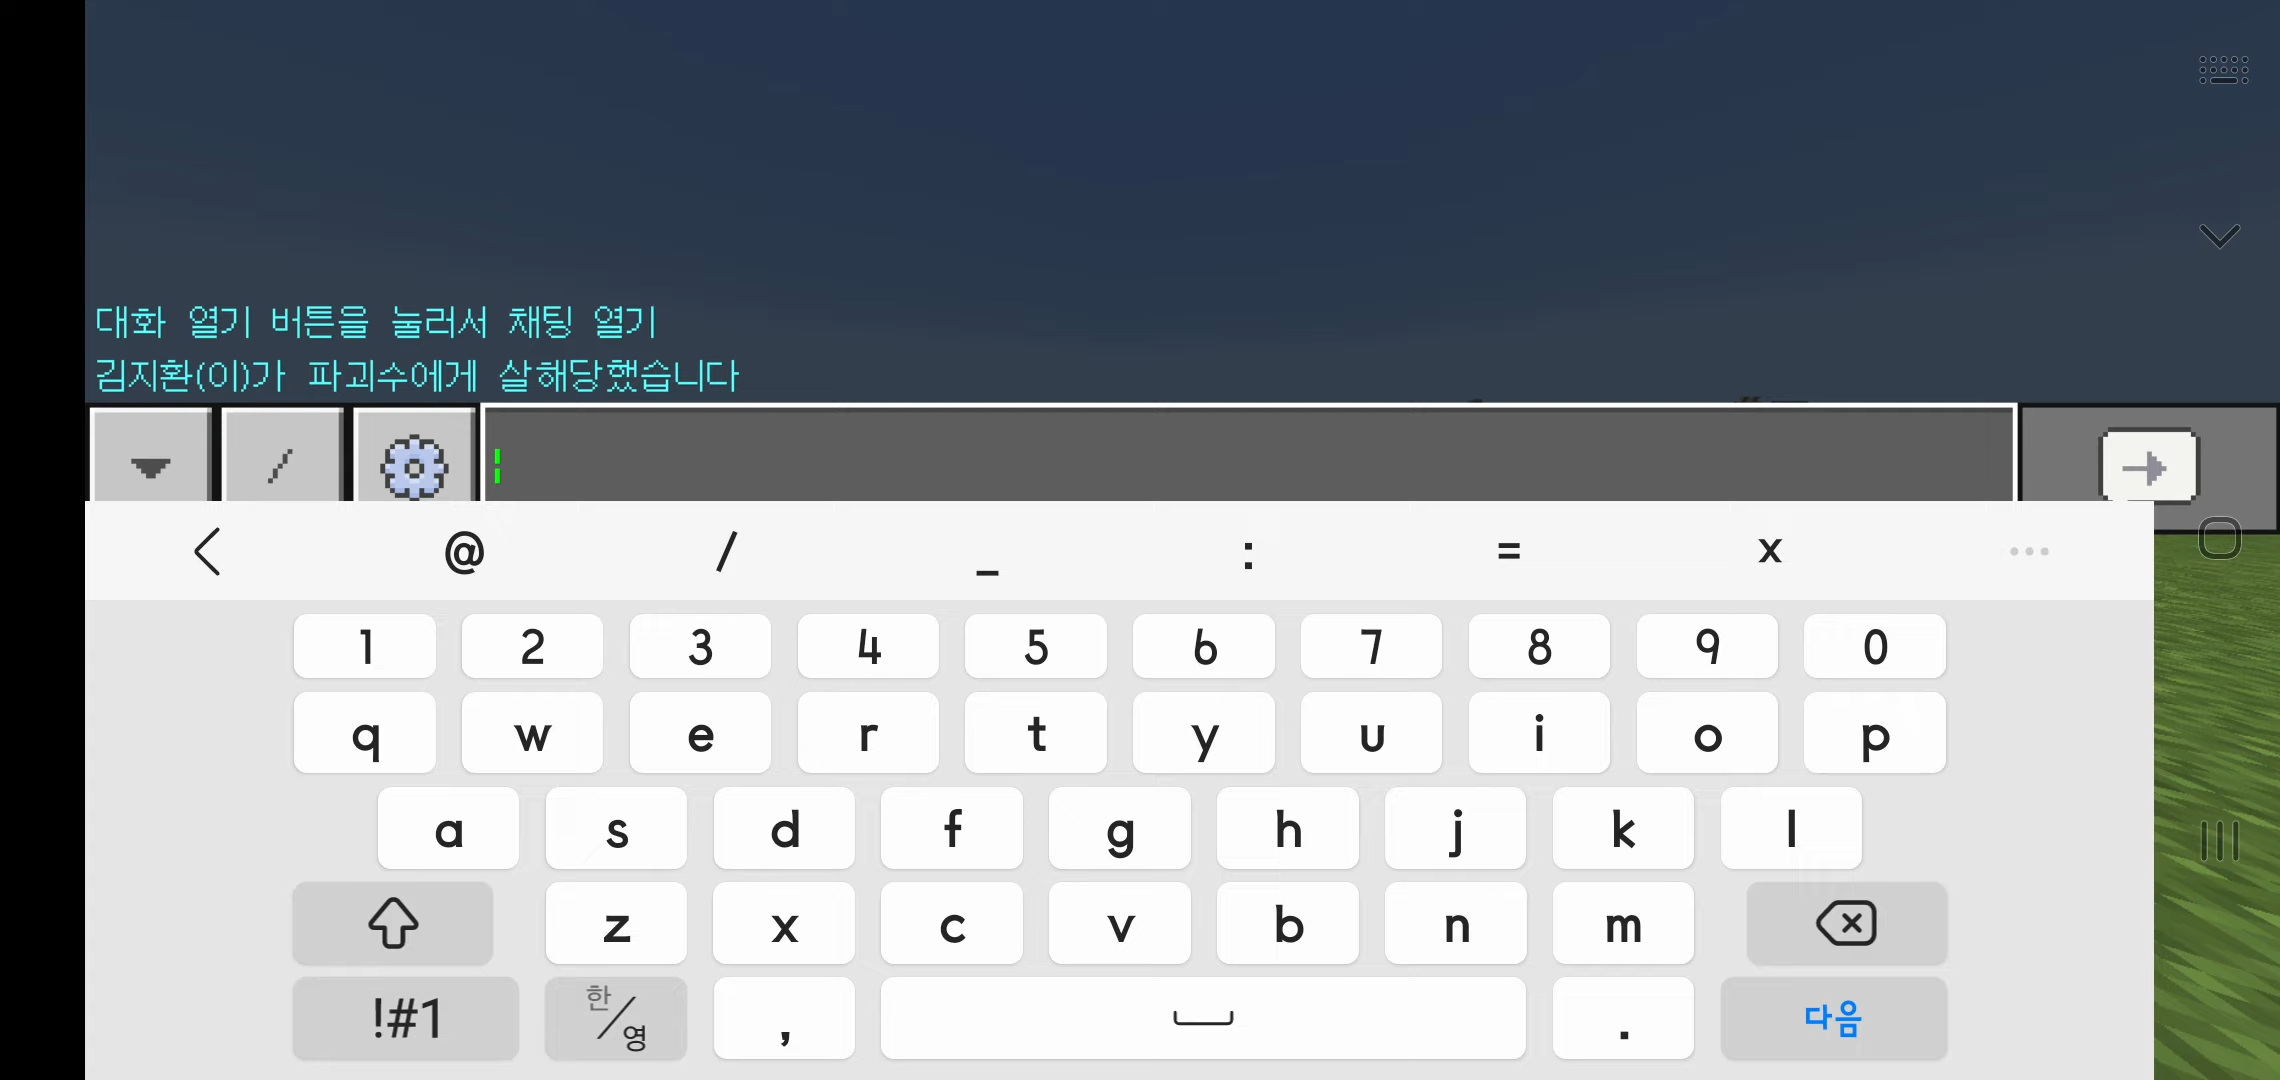 대화 열기 버튼을 눌러서 채팅 열기
김지환(이)가 파괴수에게 살해당했습니다
/
@ / _ : = x
1 2 3 4 5 6 7 8 9 0
q w e r t y u i o p
a s d f g h j k l
z x c v b n m
!#1 한/영 , . 다음